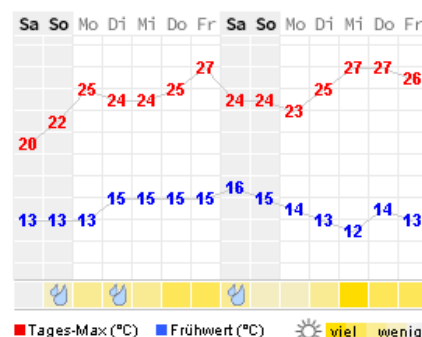 Sa So Mo Di Mi Do Fr Sa So Mo Di Mi Do Fr
20 22 25 24 24 25 27 24 24 23 25 27 27 26
13 13 13 15 15 15 15 16 15 14 13 12 14 13
Tages-Max (°C) Frühwert (°C) viel wenig